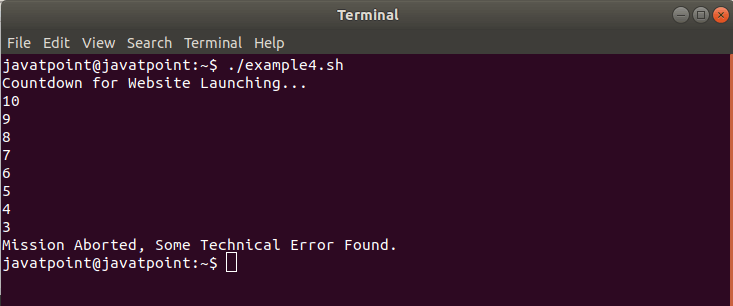 Terminal
File Edit View Search Terminal Help
javatpoint@javatpoint:~$ ./example4.sh
Countdown for Website Launching...
10
9
8
7
6
5
4
3
Mission Aborted, Some Technical Error Found.
javatpoint@javatpoint:~$